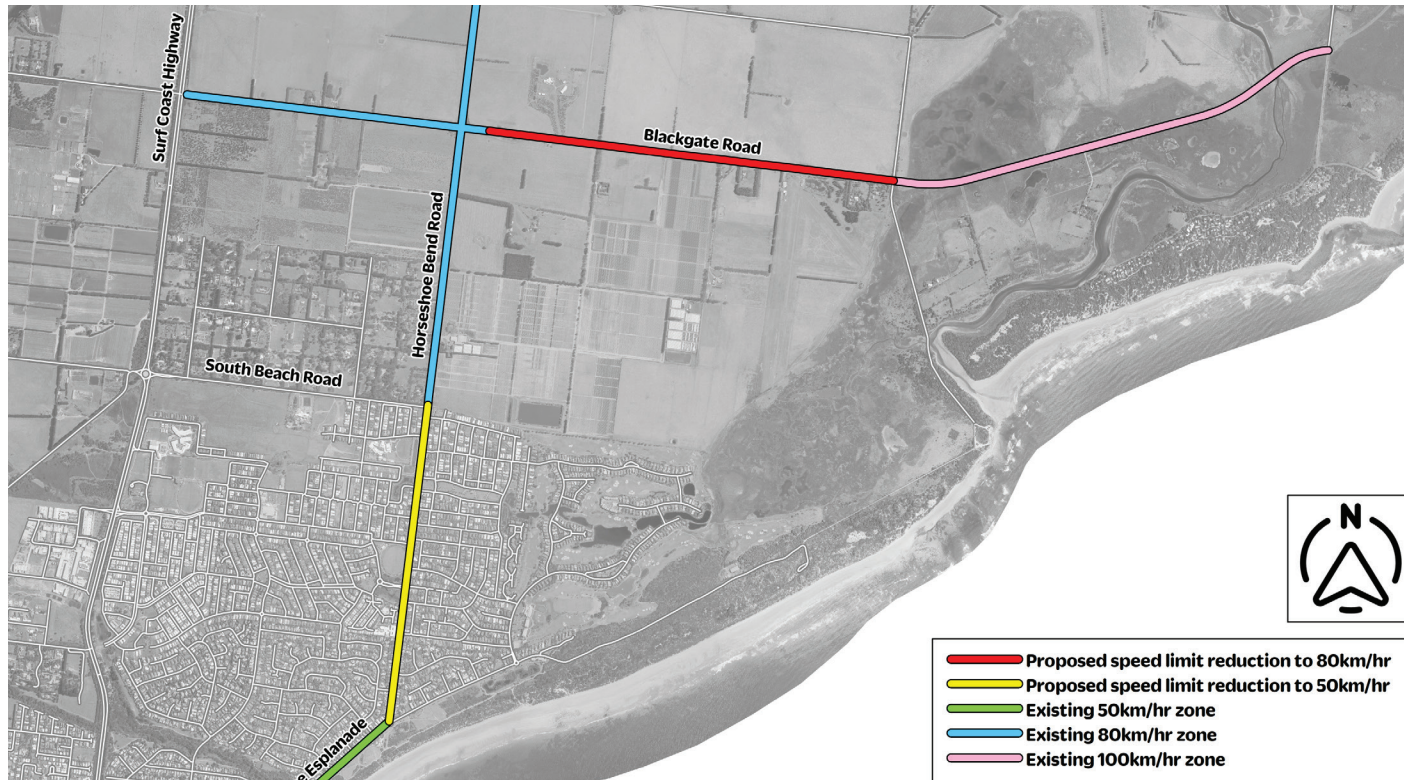 Surf Coast Highway
Blackgate Road
Horseshoe Bend Road
South Beach Road
e Esplanade
N
Proposed speed limit reduction to 80km/hr
Proposed speed limit reduction to 50km/hr
Existing 50km/hr zone
Existing 80km/hr zone
Existing 100km/hr zone